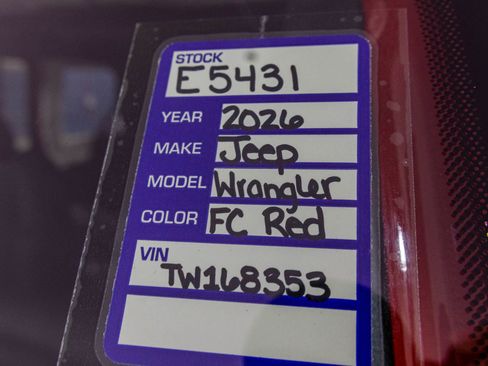 STOCK
E5431
YEAR 2026
MAKE Jeep
MODEL Wrangler
COLOR FC Red
VIN
TW168353